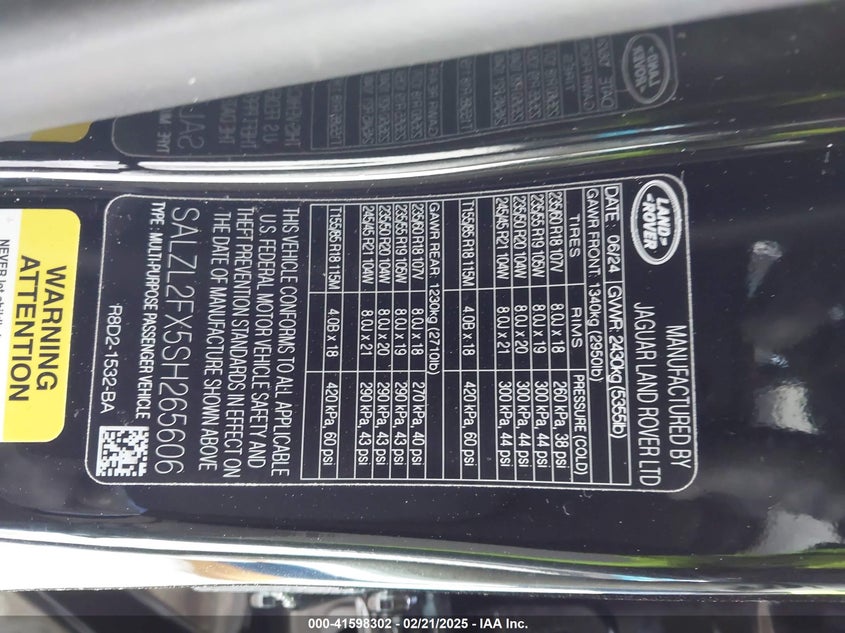 LAND
ROVER
MANUFACTURED BY
JAGUAR LAND ROVER LTD
DATE: 06/24 GVWR: 2430kg (5355lb)
GAWR FRONT: 1340kg (2950lb)
TIRES RIMS PRESSURE (COLD)
235/60 R18 107V 8.0J x 18 260 kPa, 38 psi
235/55 R19 105W 8.0J x 19 300 kPa, 44 psi
235/50 R20 104W 8.0J x 20 300 kPa, 44 psi
245/45 R21 104W 8.0J x 21 300 kPa, 44 psi
T155/85 R18 115M 4.0B x 18 420 kPa, 60 psi
GAWR REAR: 1230kg (2710lb)
235/60 R18 107V 8.0J x 18 270 kPa, 40 psi
235/55 R19 105W 8.0J x 19 290 kPa, 43 psi
235/50 R20 104W 8.0J x 20 290 kPa, 43 psi
245/45 R21 104W 8.0J x 21 290 kPa, 43 psi
T155/85 R18 115M 4.0B x 18 420 kPa, 60 psi
THIS VEHICLE CONFORMS TO ALL APPLICABLE
U.S. FEDERAL MOTOR VEHICLE SAFETY AND
THEFT PREVENTION STANDARDS IN EFFECT ON
THE DATE OF MANUFACTURE SHOWN ABOVE
SALZL2FX5SH265606
TYPE: MULTI-PURPOSE PASSENGER VEHICLE
R8D2-1532-BA
WARNING
ATTENTION
NEVER let children
000-41598302 - 02/21/2025 - IAA Inc.